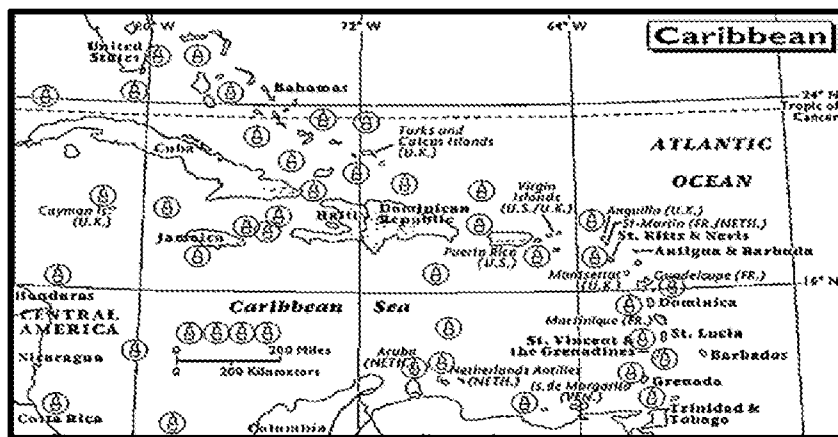 80° W
72° W
64° W
Caribbean
United
States
Bahamas
24° N
Tropic of
Cancer
Cuba
Turks and
Caicus Islands
(U.K.)
ATLANTIC
OCEAN
Cayman Is.
(U.K.)
Haiti
Dominican
Republic
Virgin
Islands
(U.S./U.K.)
Anguilla (U.K.)
St-Martin (FR./NETH.)
St. Kitts & Nevis
Jamaica
Puerto Rico
(U.S.)
Antigua & Barbuda
Montserrat
(U.K.)
Guadeloupe (FR.)
Honduras
16° N
CENTRAL
AMERICA
Caribbean Sea
Dominica
Martinique (FR.)
St. Lucia
Nicaragua
200 Miles
200 Kilometers
St. Vincent &
the Grenadines
Barbados
Aruba
(NETH.)
Netherlands Antilles
(NETH.)
I.S. de Margarita
(VEN.)
Grenada
Costa Rica
Columbia
Trinidad &
Tobago